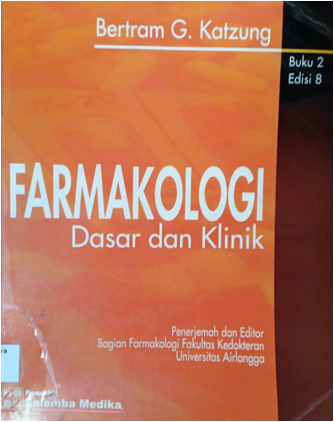 Bertram G. Katzung
Buku 2
Edisi 8
FARMAKOLOGI
Dasar dan Klinik
Penerjemah dan Editor
Bagian Farmakologi Fakultas Kedokteran
Universitas Airlangga
Salemba Medika